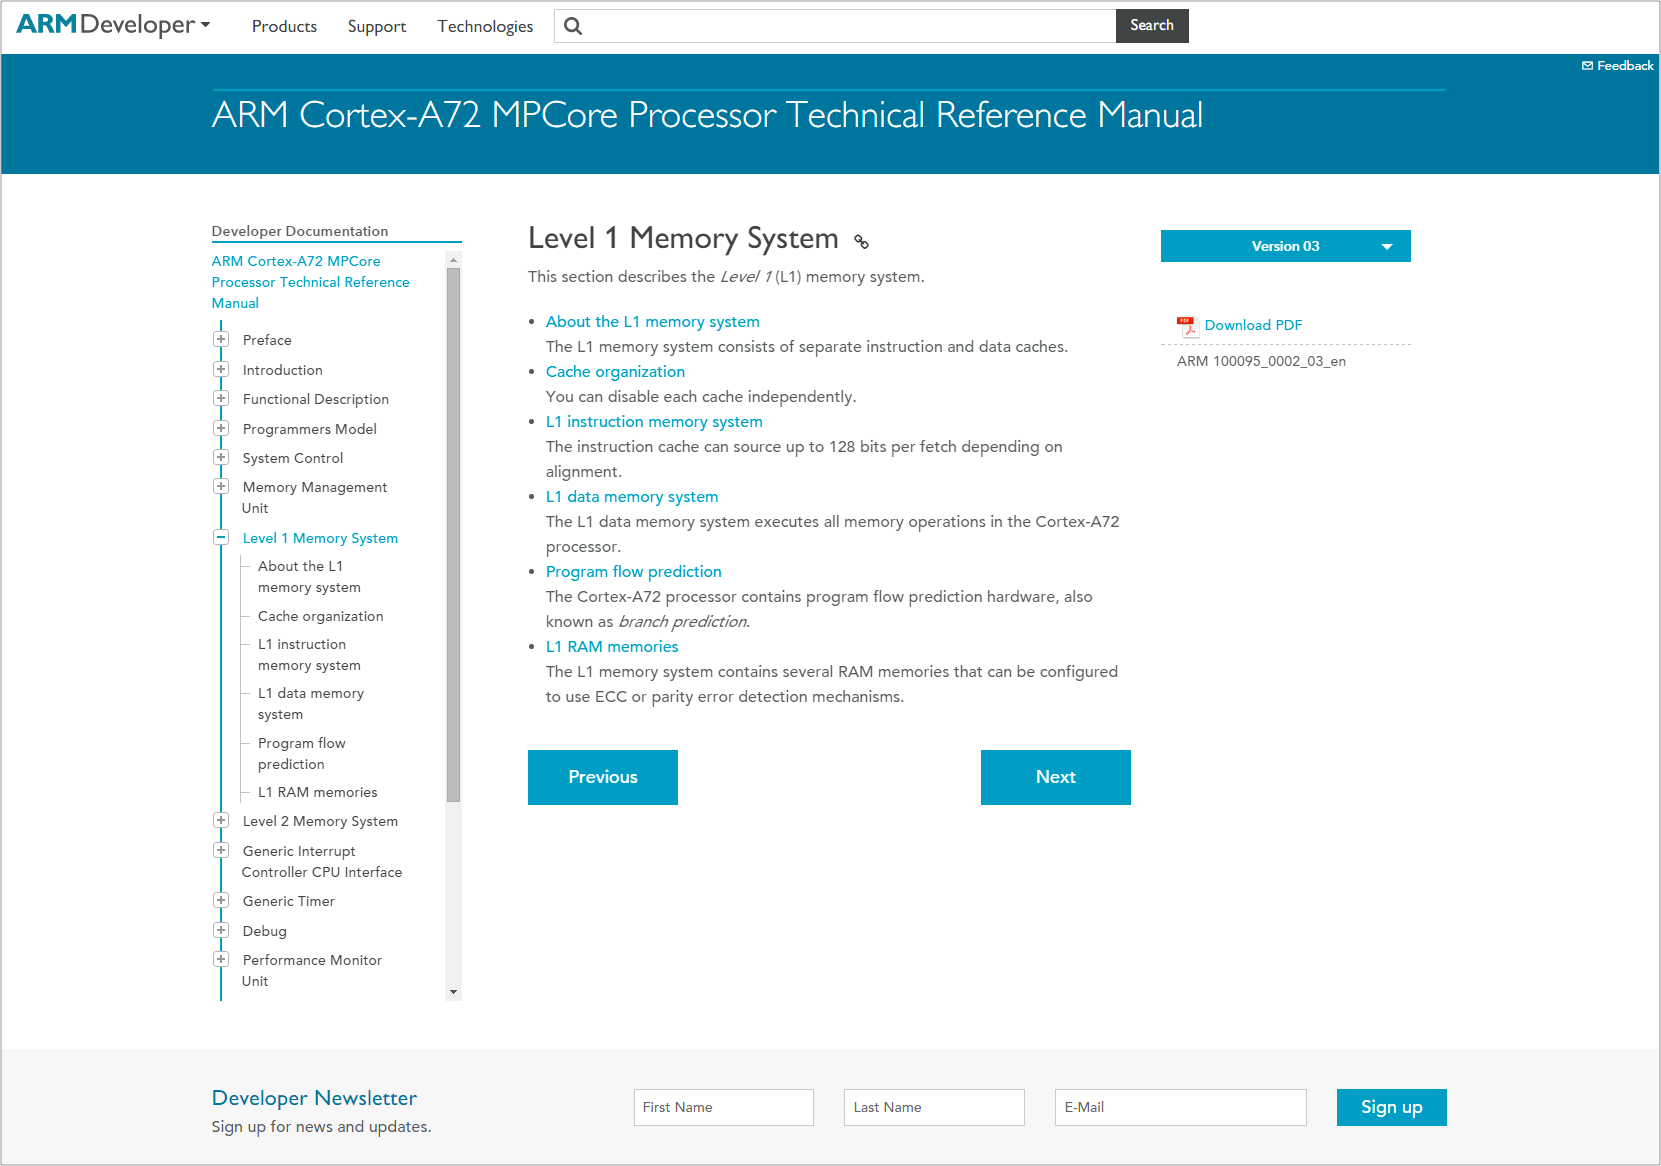 ARM Developer
Products
Support
Technologies
Search
Feedback
ARM Cortex-A72 MPCore Processor Technical Reference Manual
Developer Documentation
ARM Cortex-A72 MPCore
Processor Technical Reference
Manual
Preface
Introduction
Functional Description
Programmers Model
System Control
Memory Management
Unit
Level 1 Memory System
About the L1
memory system
Cache organization
L1 instruction
memory system
L1 data memory
system
Program flow
prediction
L1 RAM memories
Level 2 Memory System
Generic Interrupt
Controller CPU Interface
Generic Timer
Debug
Performance Monitor
Unit
Level 1 Memory System
This section describes the Level 1 (L1) memory system.
• About the L1 memory system
The L1 memory system consists of separate instruction and data caches.
• Cache organization
You can disable each cache independently.
• L1 instruction memory system
The instruction cache can source up to 128 bits per fetch depending on
alignment.
• L1 data memory system
The L1 data memory system executes all memory operations in the Cortex-A72
processor.
• Program flow prediction
The Cortex-A72 processor contains program flow prediction hardware, also
known as branch prediction.
• L1 RAM memories
The L1 memory system contains several RAM memories that can be configured
to use ECC or parity error detection mechanisms.
Previous
Next
Version 03
PDF
Download PDF
ARM 100095_0002_03_en
Developer Newsletter
Sign up for news and updates.
First Name
Last Name
E-Mail
Sign up